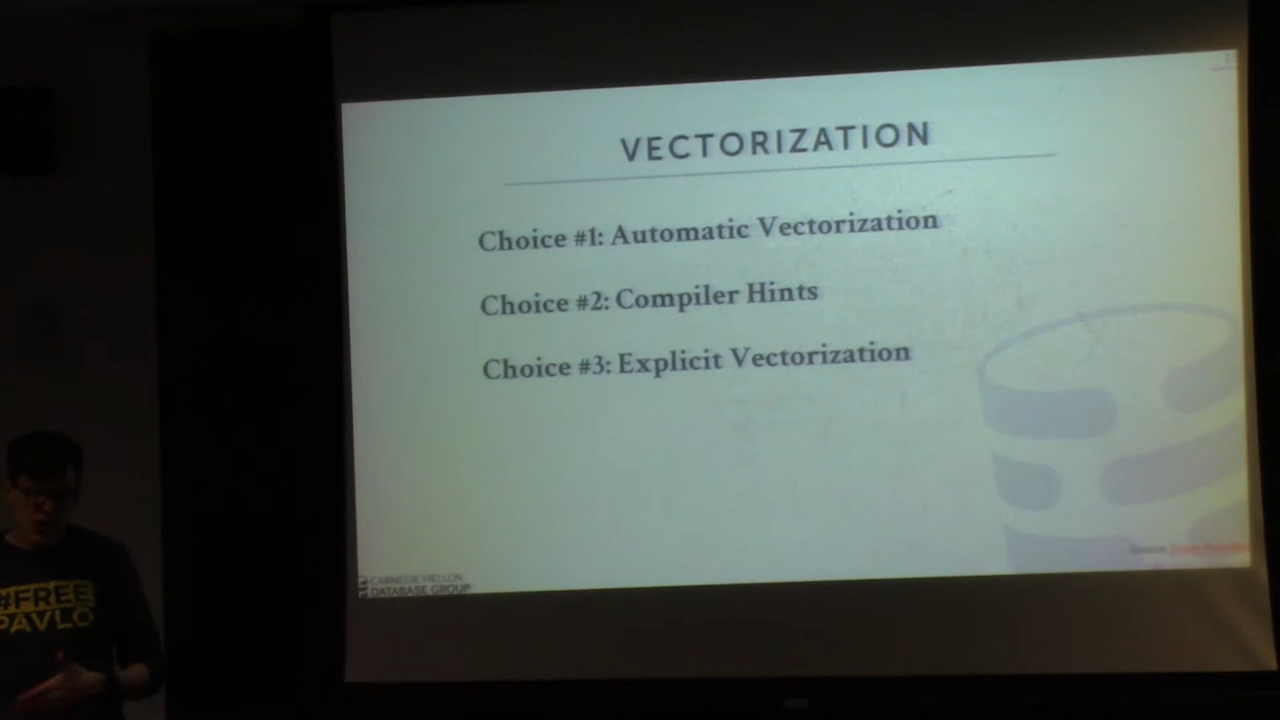 VECTORIZATION
Choice #1: Automatic Vectorization
Choice #2: Compiler Hints
Choice #3: Explicit Vectorization
Source:
CARNEGIE MELLON
DATABASE GROUP
#FREE
PAVLO